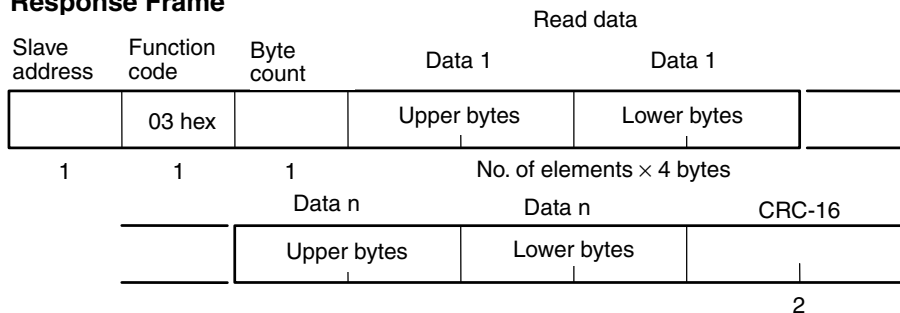 Response Frame
Read data
Slave address
Function code
Byte count
Data 1
Data 1
03 hex
Upper bytes
Lower bytes
1
1
1
No. of elements × 4 bytes
Data n
Data n
CRC-16
Upper bytes
Lower bytes
2